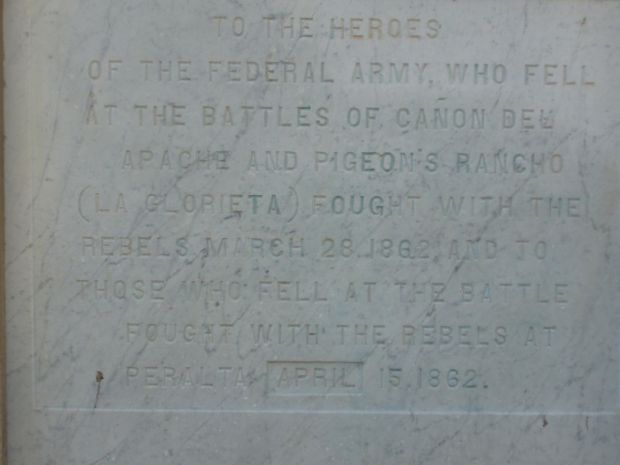 TO THE HEROES
OF THE FEDERAL ARMY, WHO FELL
AT THE BATTLES OF CAÑON DEL
APACHE AND PIGEON'S RANCHO
(LA GLORIETA) FOUGHT WITH THE
REBELS MARCH 28, 1862, AND TO
THOSE WHO FELL AT THE BATTLE
FOUGHT WITH THE REBELS AT
PERALTA APRIL 15, 1862.